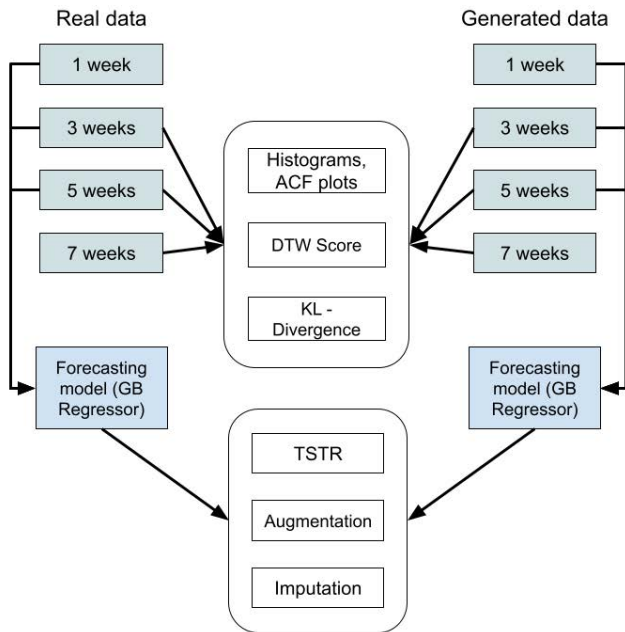 Real data
Generated data
1 week
1 week
3 weeks
3 weeks
Histograms,
ACF plots
5 weeks
5 weeks
DTW Score
7 weeks
7 weeks
KL -
Divergence
Forecasting
model (GB
Regressor)
Forecasting
model (GB
Regressor)
TSTR
Augmentation
Imputation